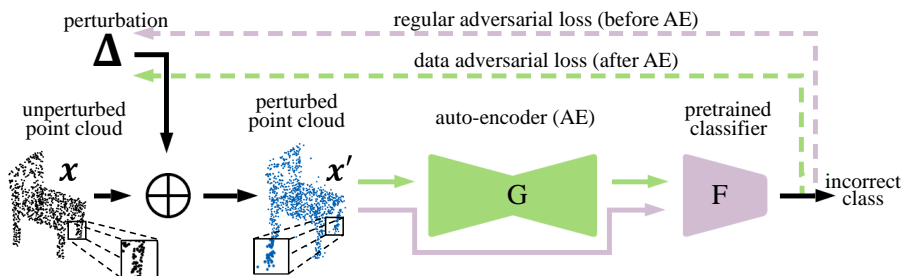 regular adversarial loss (before AE)
perturbation
Δ
data adversarial loss (after AE)
unperturbed
point cloud
perturbed
point cloud
auto-encoder (AE)
pretrained
classifier
x
x′
G
F
incorrect
class